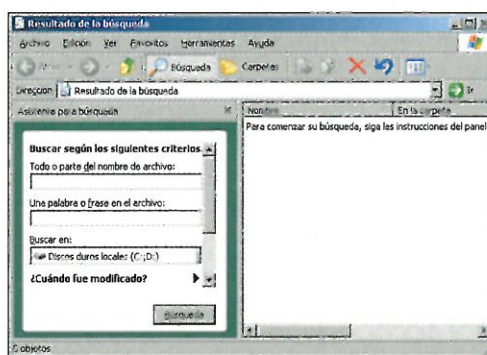 Resultado de la búsqueda
Archivo Edición Ver Favoritos Herramientas Ayuda
Búsqueda Carpetas
Dirección Resultado de la búsqueda Ir
Asistente para búsqueda
Nombre En la carpeta
Para comenzar su búsqueda, siga las instrucciones del panel
Buscar según los siguientes criterios.
Todo o parte del nombre de archivo:
Una palabra o frase en el archivo:
Buscar en:
Discos duros locales (C:;D:)
¿Cuándo fue modificado?
Búsqueda
0 objetos